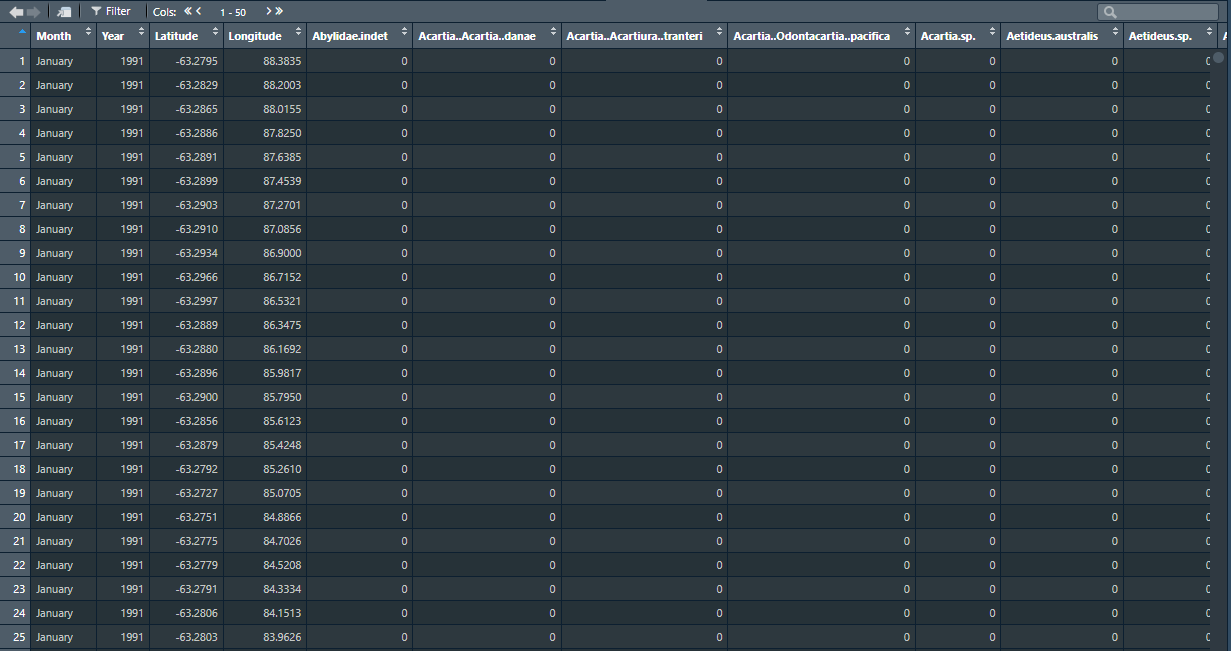 Filter Cols: 1 - 50
Month Year Latitude Longitude Abylidae.indet Acartia..Acartia..danae Acartia..Acartiura..tranteri Acartia..Odontacartia..pacifica Acartia.sp. Aetideus.australis Aetideus.sp.
1 January 1991 -63.2795 88.3835 0 0 0 0 0 0 0
2 January 1991 -63.2829 88.2003 0 0 0 0 0 0 0
3 January 1991 -63.2865 88.0155 0 0 0 0 0 0 0
4 January 1991 -63.2886 87.8250 0 0 0 0 0 0 0
5 January 1991 -63.2891 87.6385 0 0 0 0 0 0 0
6 January 1991 -63.2899 87.4539 0 0 0 0 0 0 0
7 January 1991 -63.2903 87.2701 0 0 0 0 0 0 0
8 January 1991 -63.2910 87.0856 0 0 0 0 0 0 0
9 January 1991 -63.2934 86.9000 0 0 0 0 0 0 0
10 January 1991 -63.2966 86.7152 0 0 0 0 0 0 0
11 January 1991 -63.2997 86.5321 0 0 0 0 0 0 0
12 January 1991 -63.2889 86.3475 0 0 0 0 0 0 0
13 January 1991 -63.2880 86.1692 0 0 0 0 0 0 0
14 January 1991 -63.2896 85.9817 0 0 0 0 0 0 0
15 January 1991 -63.2900 85.7950 0 0 0 0 0 0 0
16 January 1991 -63.2856 85.6123 0 0 0 0 0 0 0
17 January 1991 -63.2879 85.4248 0 0 0 0 0 0 0
18 January 1991 -63.2792 85.2610 0 0 0 0 0 0 0
19 January 1991 -63.2727 85.0705 0 0 0 0 0 0 0
20 January 1991 -63.2751 84.8866 0 0 0 0 0 0 0
21 January 1991 -63.2775 84.7026 0 0 0 0 0 0 0
22 January 1991 -63.2779 84.5208 0 0 0 0 0 0 0
23 January 1991 -63.2791 84.3334 0 0 0 0 0 0 0
24 January 1991 -63.2806 84.1513 0 0 0 0 0 0 0
25 January 1991 -63.2803 83.9626 0 0 0 0 0 0 0